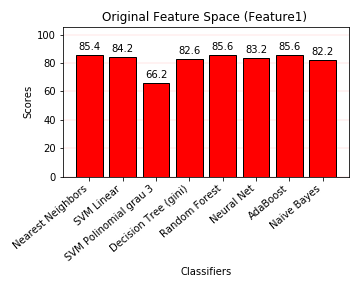 Original Feature Space (Feature1)
Scores
100
80
60
40
20
0
85.4
84.2
66.2
82.6
85.6
83.2
85.6
82.2
Nearest Neighbors
SVM Linear
SVM Polinomial grau 3
Decision Tree (gini)
Random Forest
Neural Net
AdaBoost
Naive Bayes
Classifiers